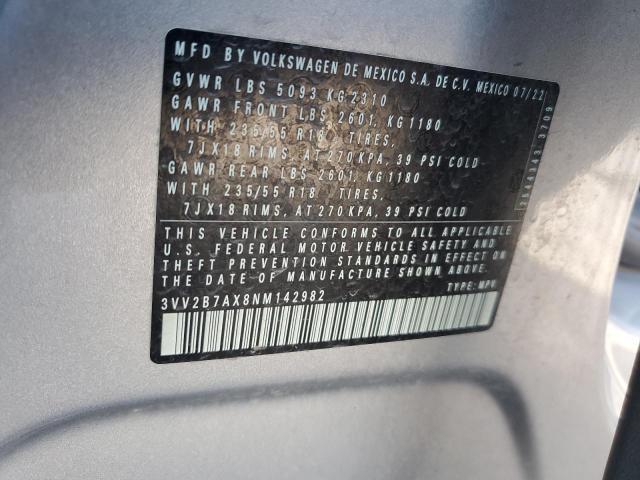 MFD BY VOLKSWAGEN DE MEXICO S.A. DE C.V. MEXICO 07/22
GVWR LBS 5093 KG 2310
GAWR FRONT LBS 2601, KG 1180
WITH 235/55 R18 TIRES,
7JX18 RIMS, AT 270 KPA, 39 PSI COLD
GAWR REAR LBS 2601, KG 1180
WITH 235/55 R18 TIRES,
7JX18 RIMS, AT 270 KPA, 39 PSI COLD
THIS VEHICLE CONFORMS TO ALL APPLICABLE
U.S. FEDERAL MOTOR VEHICLE SAFETY AND
THEFT PREVENTION STANDARDS IN EFFECT ON
THE DATE OF MANUFACTURE SHOWN ABOVE.
3VV2B7AX8NM142982 TYPE: MPV